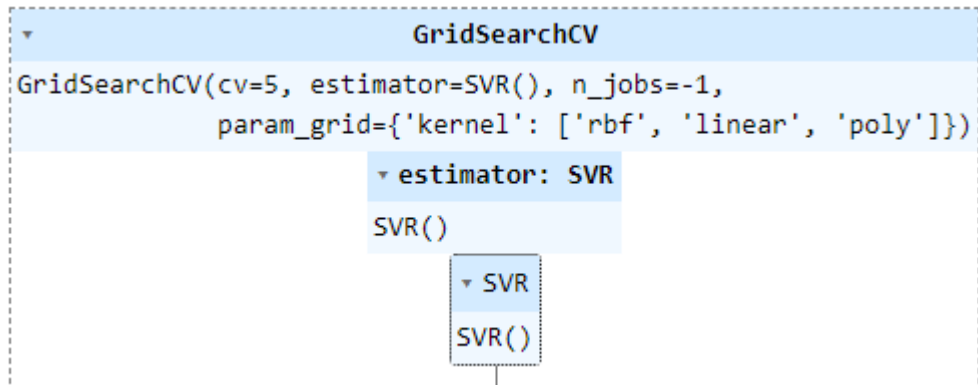 GridSearchCV
GridSearchCV(cv=5, estimator=SVR(), n_jobs=-1,
param_grid={'kernel': ['rbf', 'linear', 'poly']})
estimator: SVR
SVR()
SVR
SVR()